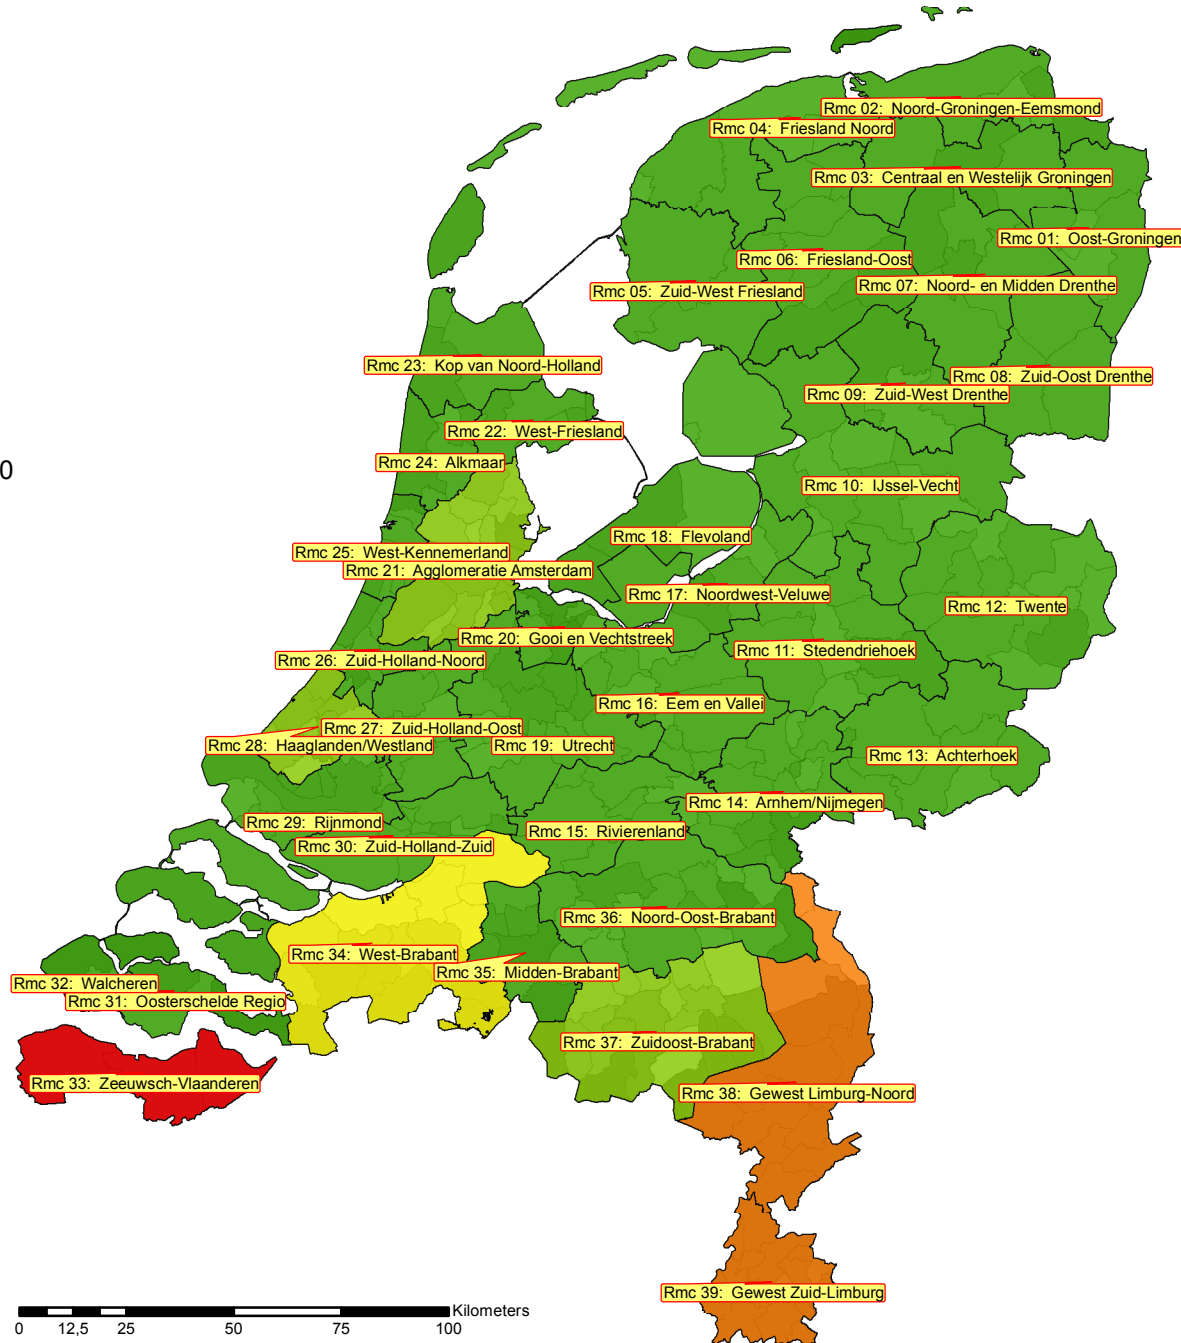 Rmc 02: Noord-Groningen-Eemsmond
Rmc 04: Friesland Noord
Rmc 03: Centraal en Westelijk Groningen
Rmc 01: Oost-Groningen
Rmc 06: Friesland-Oost
Rmc 07: Noord- en Midden Drenthe
Rmc 05: Zuid-West Friesland
Rmc 23: Kop van Noord-Holland
Rmc 08: Zuid-Oost Drenthe
Rmc 09: Zuid-West Drenthe
Rmc 22: West-Friesland
Rmc 24: Alkmaar
0
Rmc 10: IJssel-Vecht
Rmc 18: Flevoland
Rmc 25: West-Kennemerland
Rmc 21: Agglomeratie Amsterdam
Rmc 17: Noordwest-Veluwe
Rmc 12: Twente
Rmc 20: Gooi en Vechtstreek
Rmc 11: Stedendriehoek
Rmc 26: Zuid-Holland-Noord
Rmc 16: Eem en Vallei
Rmc 27: Zuid-Holland-Oost
Rmc 28: Haaglanden/Westland
Rmc 19: Utrecht
Rmc 13: Achterhoek
Rmc 14: Arnhem/Nijmegen
Rmc 29: Rijnmond
Rmc 15: Rivierenland
Rmc 30: Zuid-Holland-Zuid
Rmc 36: Noord-Oost-Brabant
Rmc 34: West-Brabant
Rmc 35: Midden-Brabant
Rmc 32: Walcheren
Rmc 31: Oosterschelde Regio
Rmc 37: Zuidoost-Brabant
Rmc 33: Zeeuwsch-Vlaanderen
Rmc 38: Gewest Limburg-Noord
Rmc 39: Gewest Zuid-Limburg
Kilometers
0 12,5 25 50 75 100